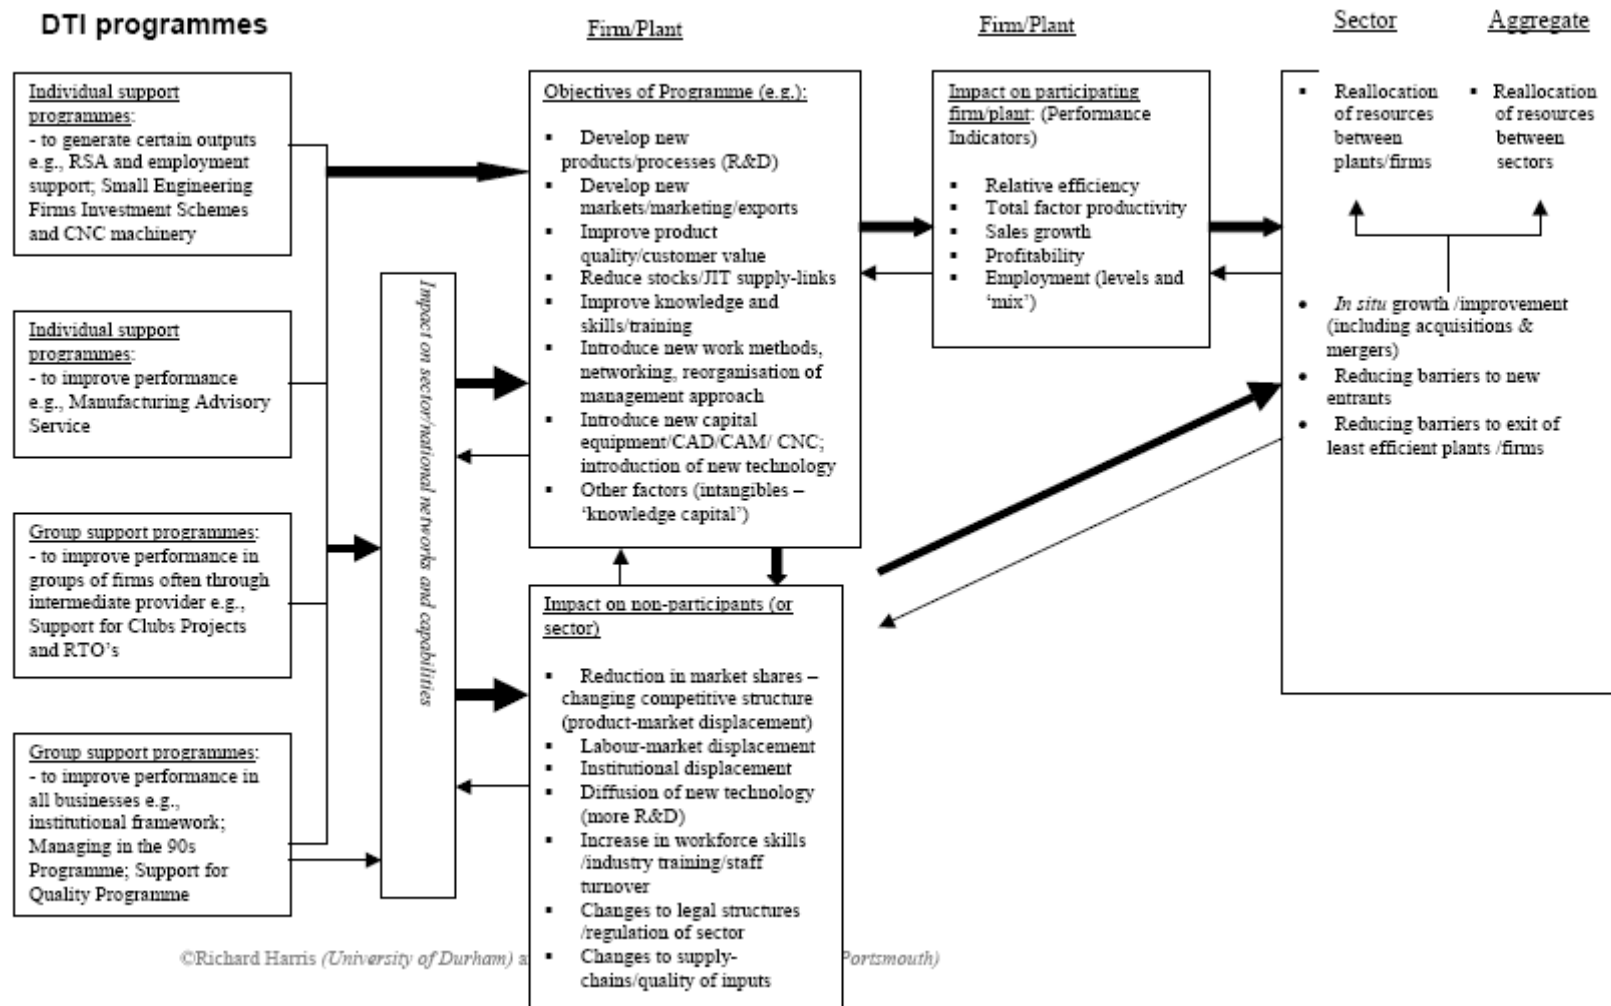 DTI programmes
Firm/Plant
Firm/Plant
Sector
Aggregate
Individual support
programmes:
- to generate certain outputs
e.g., RSA and employment
support; Small Engineering
Firms Investment Schemes
and CNC machinery
Individual support
programmes:
- to improve performance
e.g., Manufacturing Advisory
Service
Group support programmes:
- to improve performance in
groups of firms often through
intermediate provider e.g.,
Support for Clubs Projects
and RTO's
Group support programmes:
- to improve performance in
all businesses e.g.,
institutional framework;
Managing in the 90s
Programme; Support for
Quality Programme
Impact on sector/national networks and capabilities
Objectives of Programme (e.g.):
▪ Develop new
products/processes (R&D)
▪ Develop new
markets/marketing/exports
▪ Improve product
quality/customer value
▪ Reduce stocks/JIT supply-links
▪ Improve knowledge and
skills/training
▪ Introduce new work methods,
networking, reorganisation of
management approach
▪ Introduce new capital
equipment/CAD/CAM/ CNC;
introduction of new technology
▪ Other factors (intangibles –
‘knowledge capital’)
Impact on non-participants (or
sector)
▪ Reduction in market shares –
changing competitive structure
(product-market displacement)
▪ Labour-market displacement
▪ Institutional displacement
▪ Diffusion of new technology
(more R&D)
▪ Increase in workforce skills
/industry training/staff
turnover
▪ Changes to legal structures
/regulation of sector
▪ Changes to supply-
chains/quality of inputs
Impact on participating
firm/plant: (Performance
Indicators)
▪ Relative efficiency
▪ Total factor productivity
▪ Sales growth
▪ Profitability
▪ Employment (levels and
‘mix’)
▪ Reallocation
of resources
between
plants/firms
▪ Reallocation
of resources
between
sectors
• In situ growth /improvement
(including acquisitions &
mergers)
• Reducing barriers to new
entrants
• Reducing barriers to exit of
least efficient plants /firms
©Richard Harris (University of Durham) a Portsmouth)